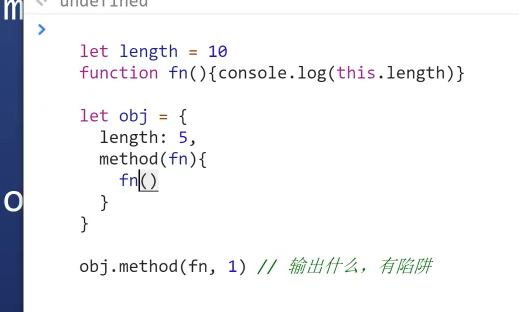 m
undefined
let length = 10
function fn(){console.log(this.length)}
let obj = {
length: 5,
method(fn){
fn()
}
}
o
obj.method(fn, 1) // 输出什么，有陷阱